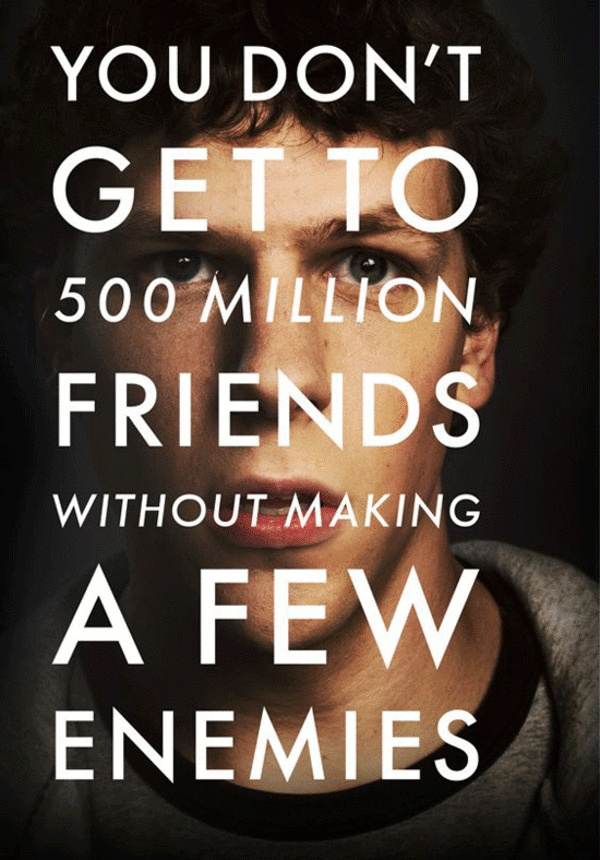 YOU DON'T
GET TO
500 MILLION
FRIENDS
WITHOUT MAKING
A FEW
ENEMIES